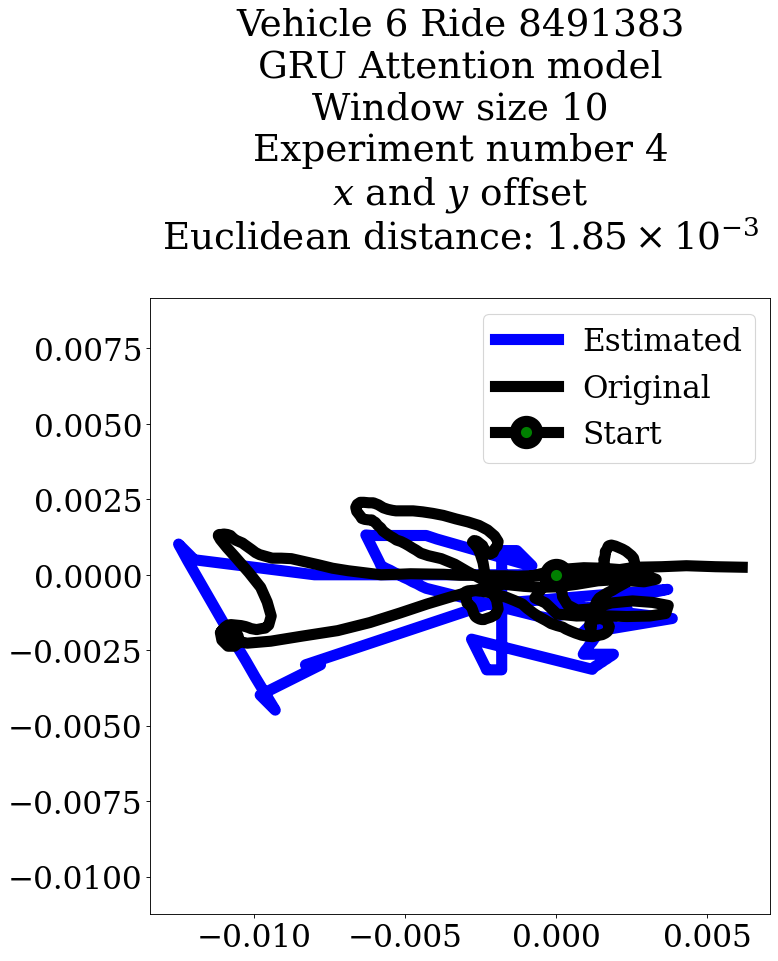 Vehicle 6 Ride 8491383
GRU Attention model
Window size 10
Experiment number 4
x and y offset
Euclidean distance: 1.85 × 10⁻³
Estimated
Original
Start
0.0075
0.0050
0.0025
0.0000
−0.0025
−0.0050
−0.0075
−0.0100
−0.010 −0.005 0.000 0.005